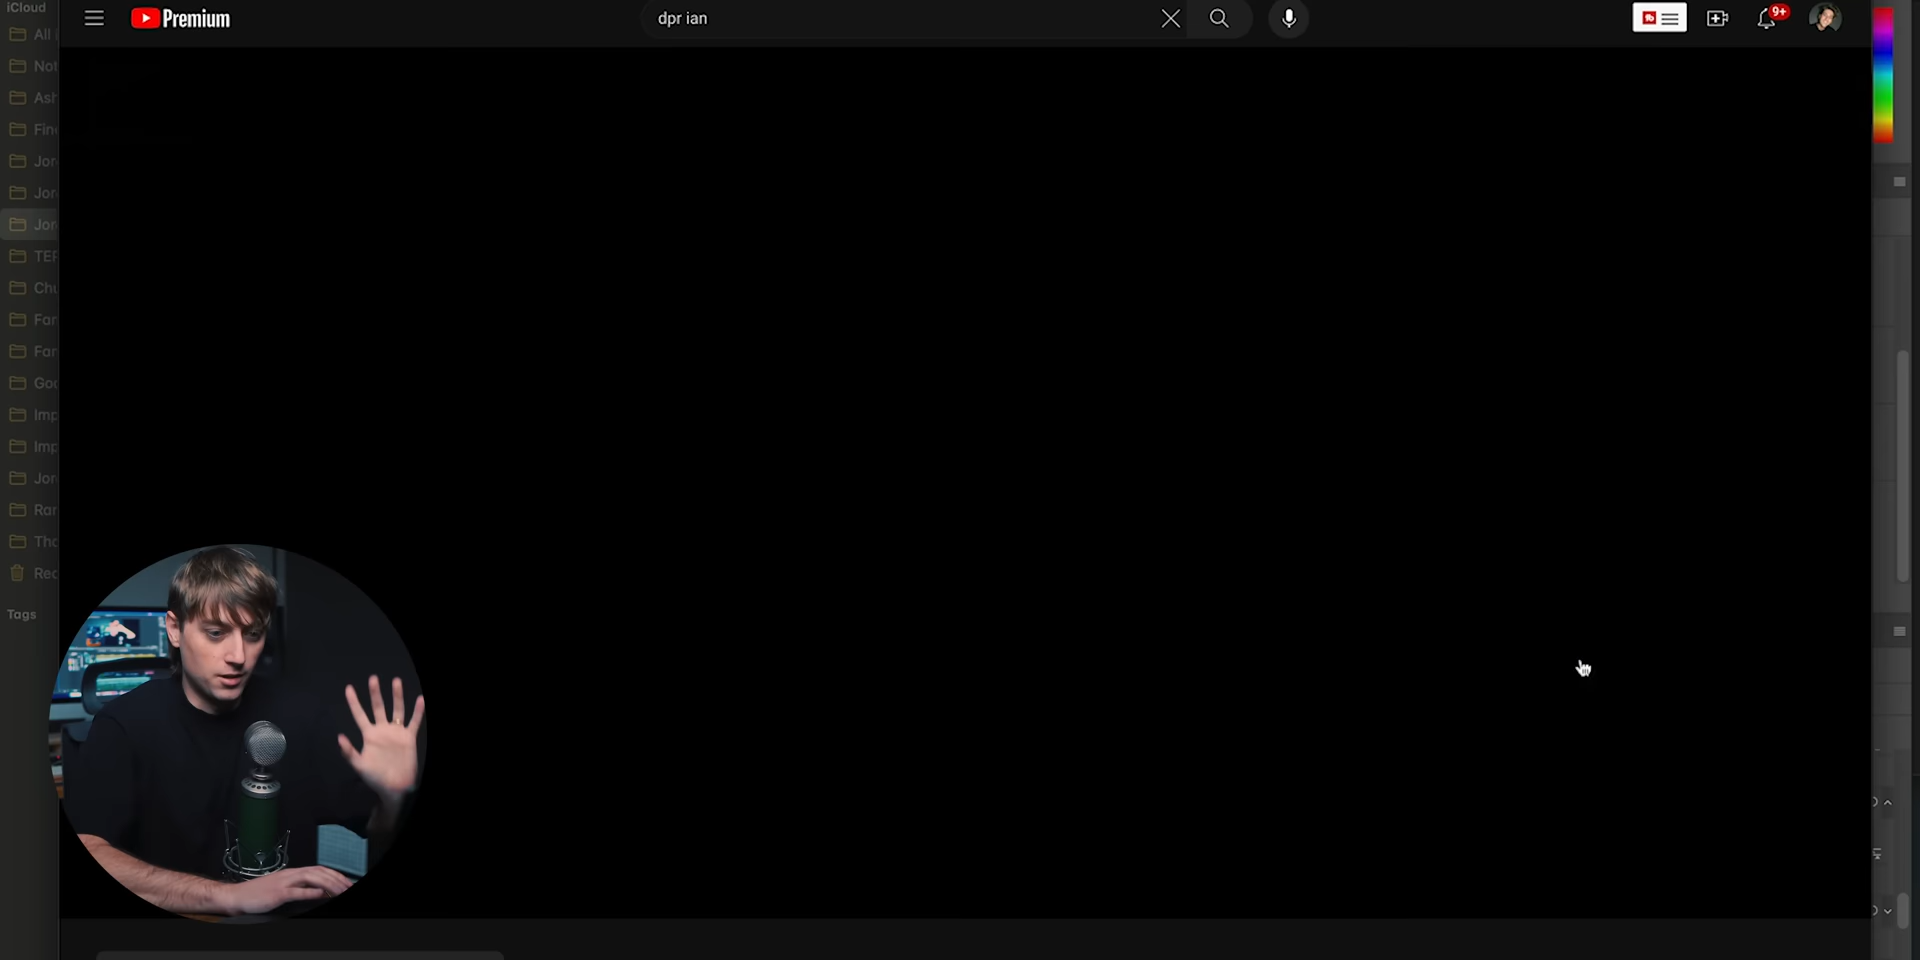 iCloud
Premium
dpr ian
9+
All
Not
Ash
Fin
Jor
Jor
Jor
TEF
Chu
Far
Far
Goo
Imp
Imp
Jor
Rar
Tho
Rec
Tags